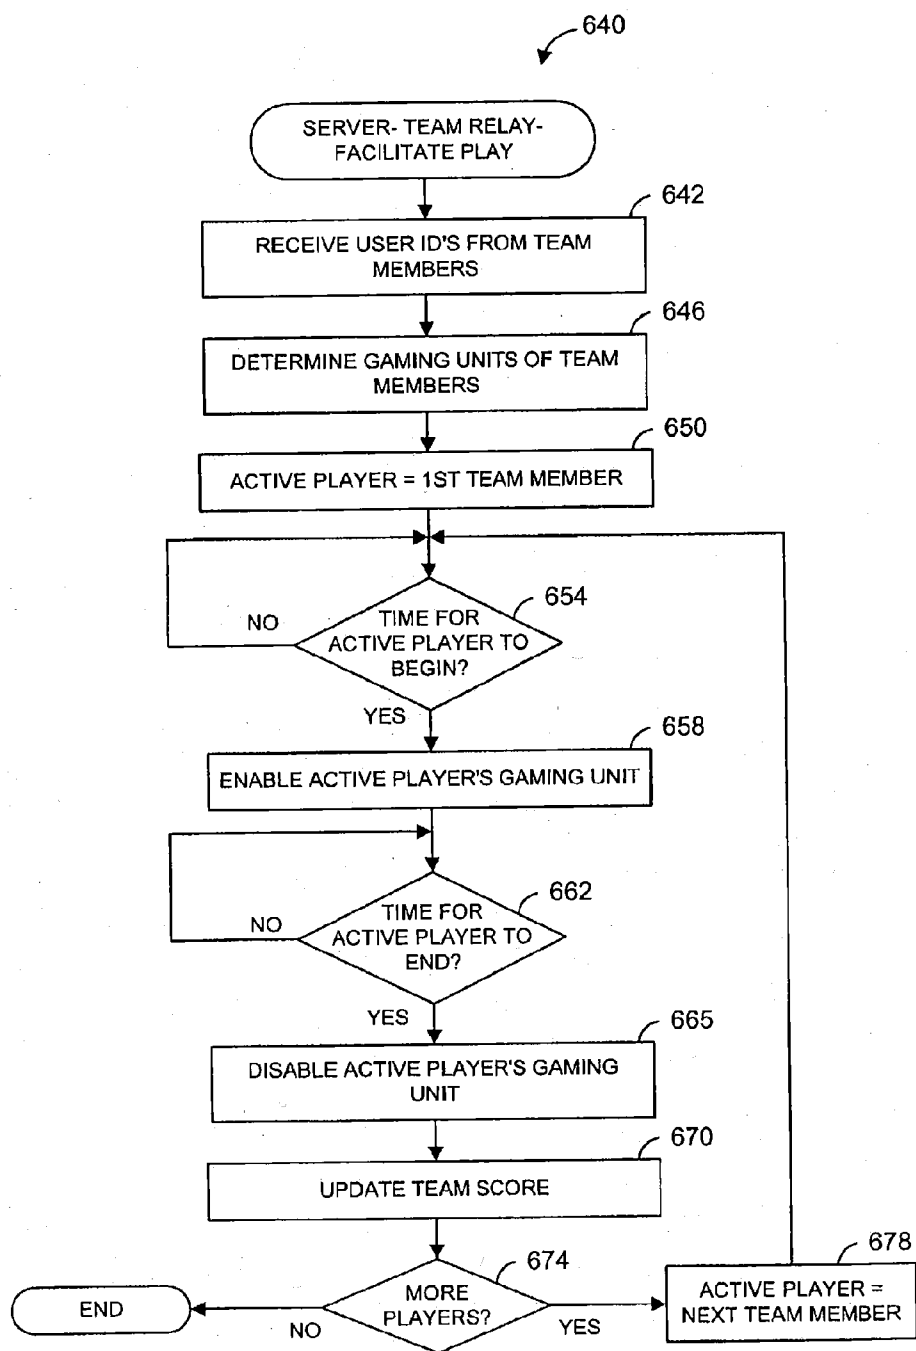 640
SERVER- TEAM RELAY-
FACILITATE PLAY
642
RECEIVE USER ID'S FROM TEAM
MEMBERS
646
DETERMINE GAMING UNITS OF TEAM
MEMBERS
650
ACTIVE PLAYER = 1ST TEAM MEMBER
654
NO
TIME FOR
ACTIVE PLAYER TO
BEGIN?
YES
658
ENABLE ACTIVE PLAYER'S GAMING UNIT
662
NO
TIME FOR
ACTIVE PLAYER TO
END?
YES
665
DISABLE ACTIVE PLAYER'S GAMING
UNIT
670
UPDATE TEAM SCORE
674
MORE
PLAYERS?
NO
END
YES
678
ACTIVE PLAYER =
NEXT TEAM MEMBER